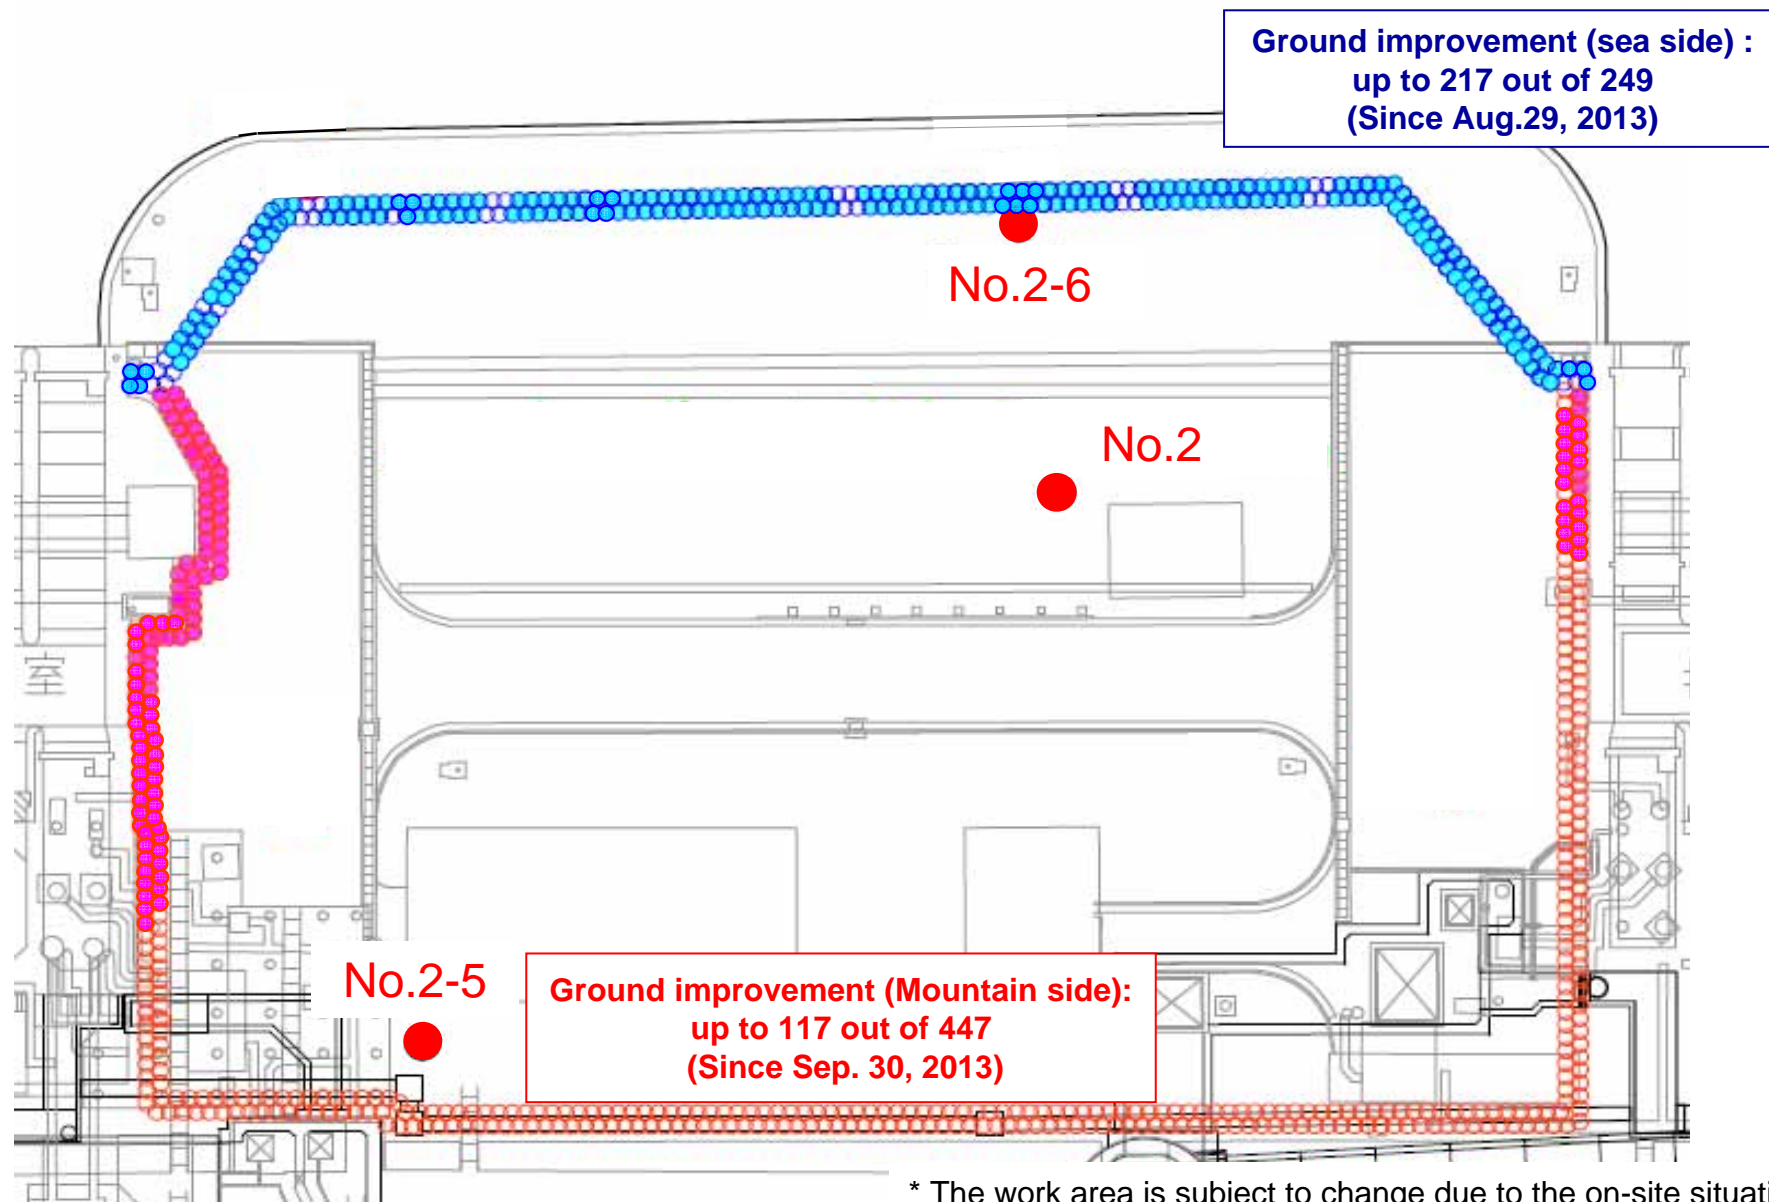 Ground improvement (sea side) :
up to 217 out of 249
(Since Aug.29, 2013)
No.2-6
No.2
室
No.2-5
Ground improvement (Mountain side):
up to 117 out of 447
(Since Sep. 30, 2013)
* The work area is subject to change due to the on-site situati